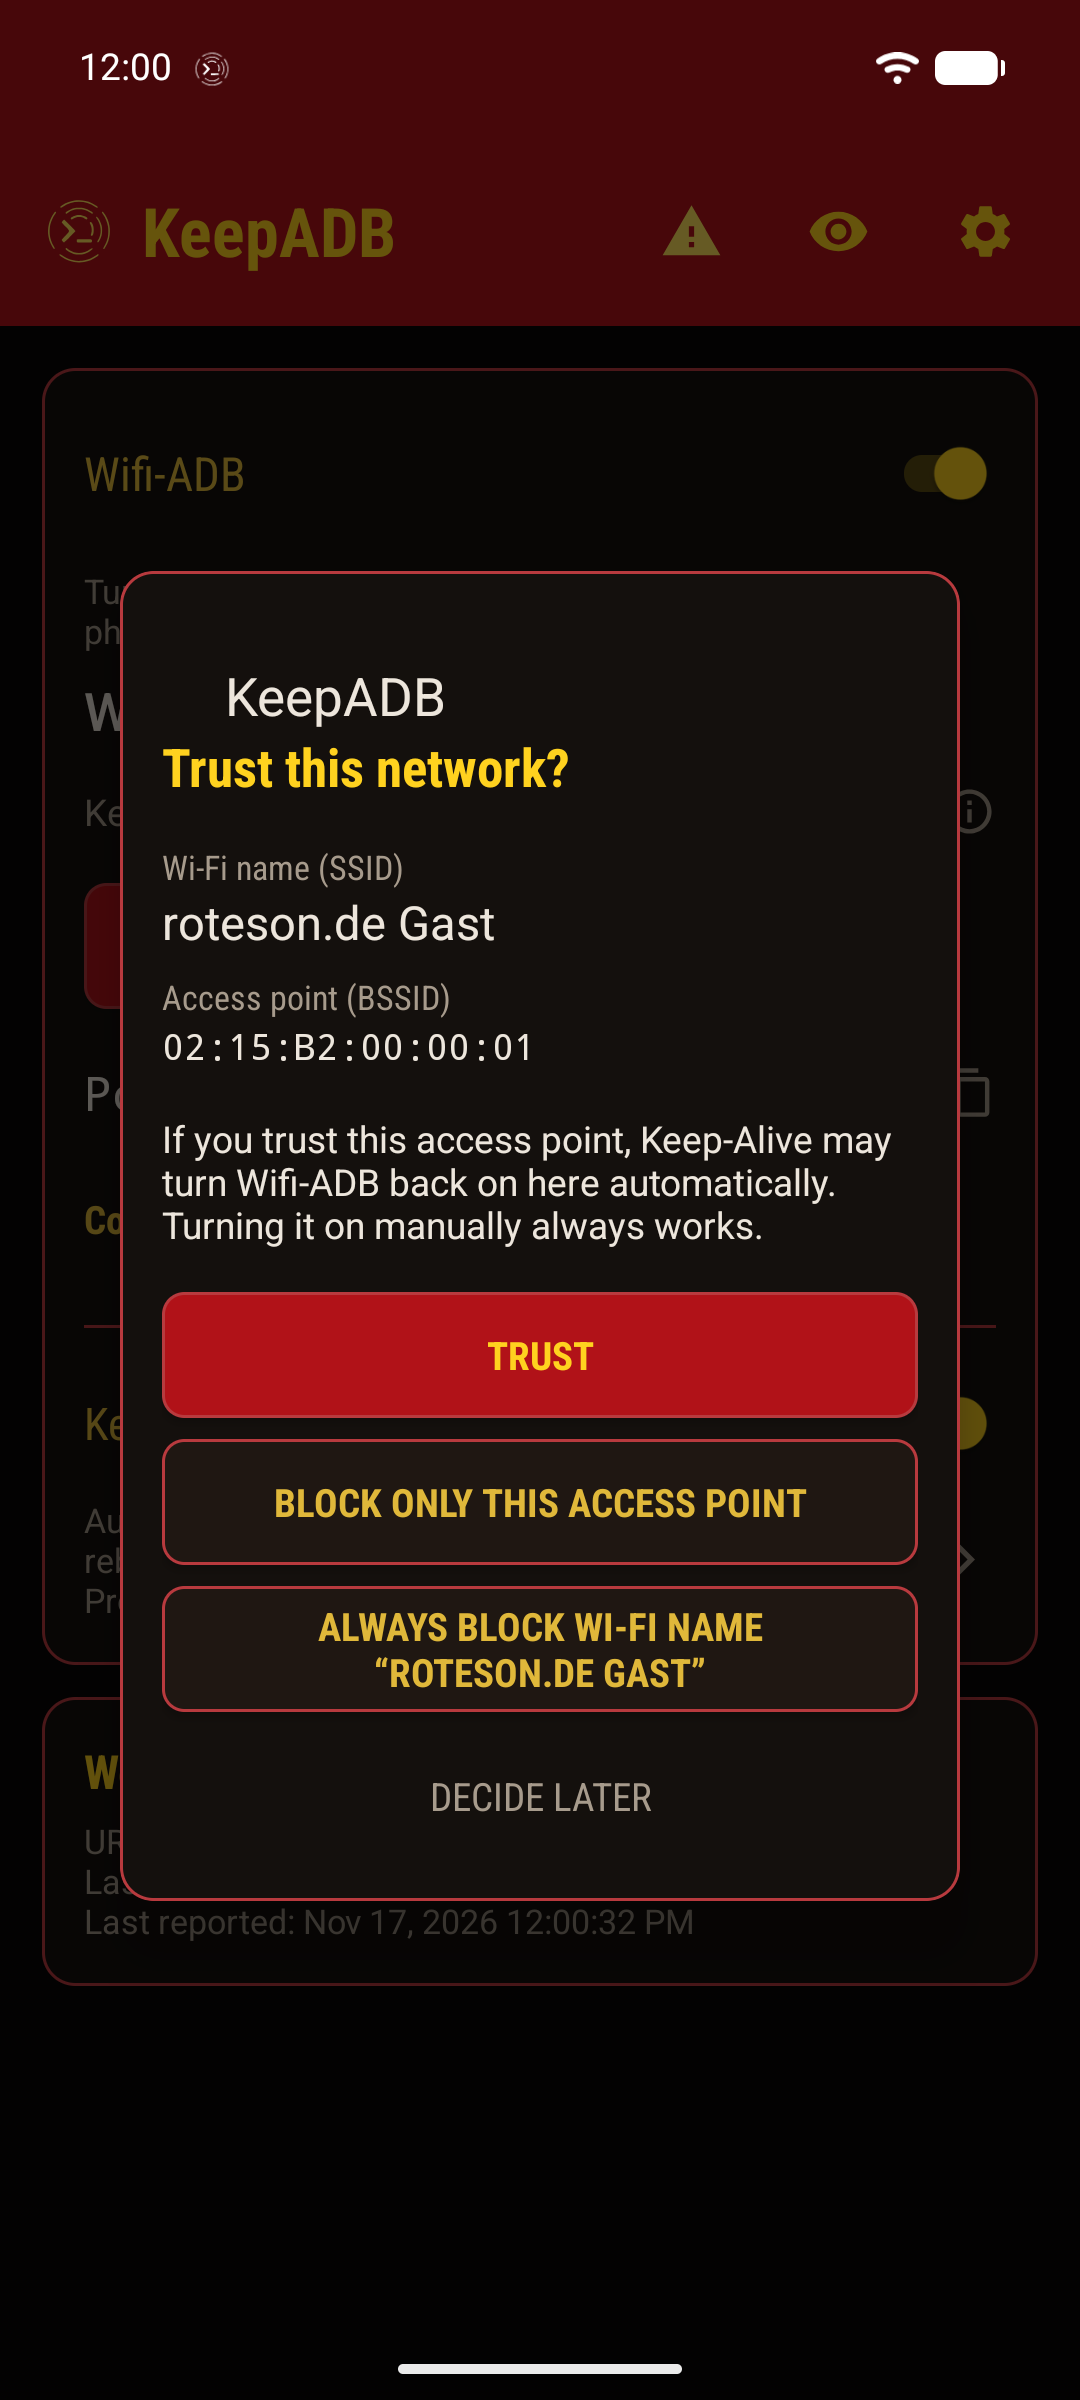 12:00
KeepADB
Wifi-ADB
KeepADB
Trust this network?
Wi-Fi name (SSID)
roteson.de Gast
Access point (BSSID)
02:15:B2:00:00:01
If you trust this access point, Keep-Alive may
turn Wifi-ADB back on here automatically.
Turning it on manually always works.
TRUST
BLOCK ONLY THIS ACCESS POINT
ALWAYS BLOCK WI-FI NAME
“ROTESON.DE GAST”
DECIDE LATER
Last reported: Nov 17, 2026 12:00:32 PM